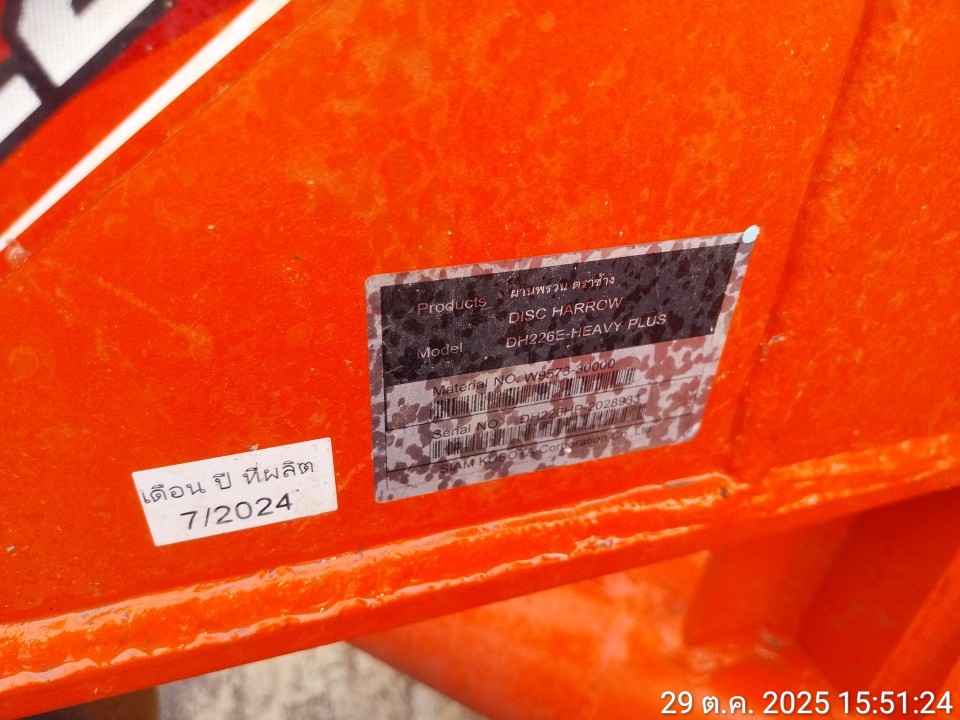 Products ผานพรวน ตราช้าง
DISC HARROW
Model DH226E-HEAVY PLUS
Material NO. W9573-30000
Serial NO.
SIAM KUBOTA Corporation Co.,Ltd.
เดือน ปี ที่ผลิต
7/2024
29 ต.ค. 2025 15:51:24